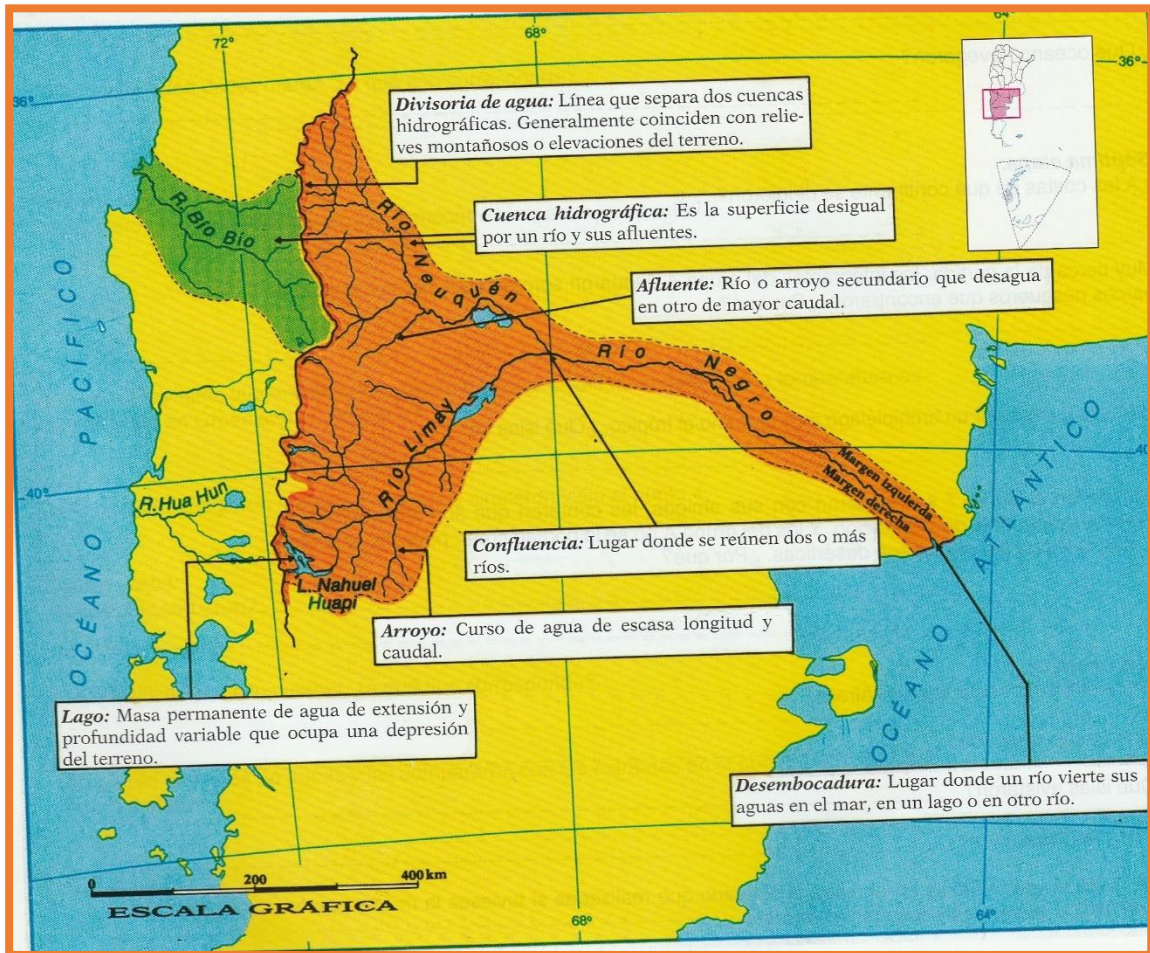 72°
68°
64°
36°
36°
Divisoria de agua: Línea que separa dos cuencas
hidrográficas. Generalmente coinciden con relie-
ves montañosos o elevaciones del terreno.
Cuenca hidrográfica: Es la superficie desigual
por un río y sus afluentes.
Afluente: Río o arroyo secundario que desagua
en otro de mayor caudal.
R. Bío Bío
Río Neuquén
Río Negro
Río Limay
Margen izquierda
Margen derecha
OCÉANO PACÍFICO
OCÉANO ATLÁNTICO
40°
40°
R. Hua Hun
L. Nahuel
Huapi
Confluencia: Lugar donde se reúnen dos o más
ríos.
Arroyo: Curso de agua de escasa longitud y
caudal.
Lago: Masa permanente de agua de extensión y
profundidad variable que ocupa una depresión
del terreno.
Desembocadura: Lugar donde un río vierte sus
aguas en el mar, en un lago o en otro río.
0 200 400 km
ESCALA GRÁFICA
68°
64°